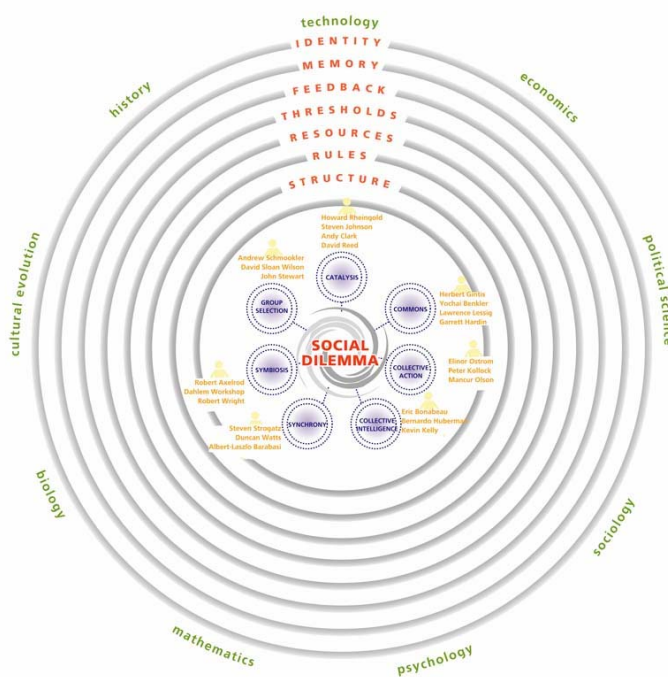 technology
IDENTITY
MEMORY
FEEDBACK
THRESHOLDS
RESOURCES
RULES
STRUCTURE
history
economics
cultural evolution
political science
biology
sociology
mathematics
psychology
Howard Rheingold
Steven Johnson
Andy Clark
David Reed
CATALYSIS
Andrew Schmookler
David Sloan Wilson
John Stewart
GROUP
SELECTION
COMMONS
Herbert Gintis
Yochai Benkler
Lawrence Lessig
Garrett Hardin
SOCIAL
DILEMMA
SYMBIOSIS
Robert Axelrod
Dahlem Workshop
Robert Wright
COLLECTIVE
ACTION
Elinor Ostrom
Peter Kollock
Mancur Olson
SYNCHRONY
Steven Strogatz
Duncan Watts
Albert-Laszlo Barabasi
COLLECTIVE
INTELLIGENCE
Eric Bonabeau
Bernardo Huberman
Kevin Kelly